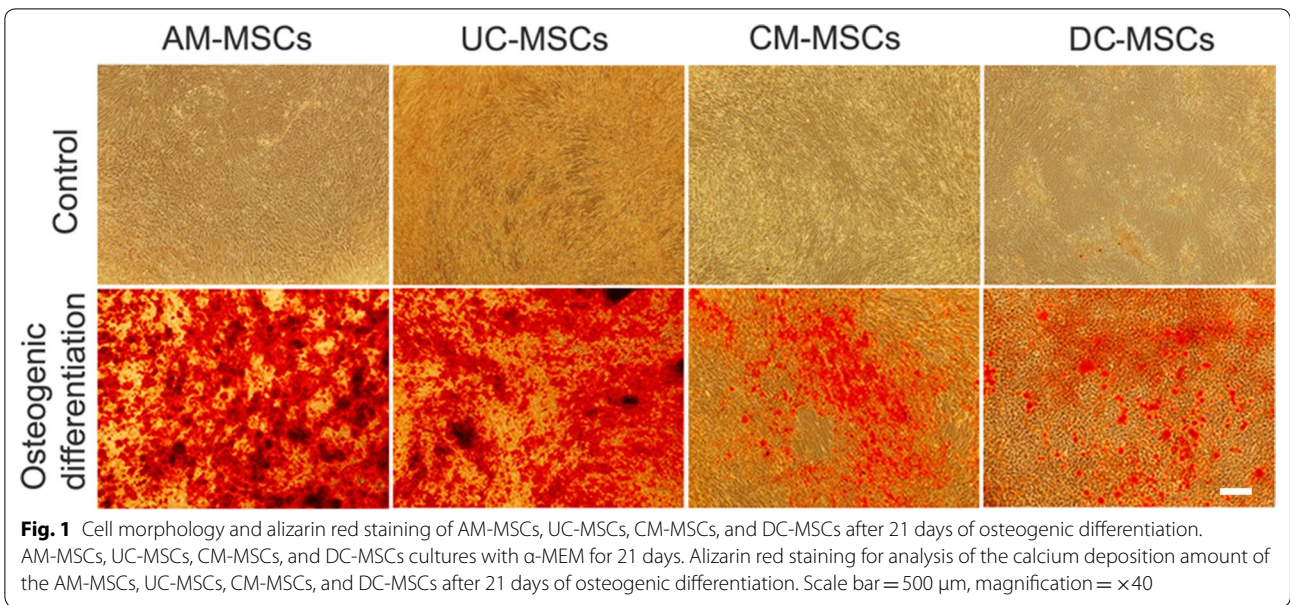 AM-MSCs UC-MSCs CM-MSCs DC-MSCs
Control
Osteogenic
differentiation
Fig. 1 Cell morphology and alizarin red staining of AM-MSCs, UC-MSCs, CM-MSCs, and DC-MSCs after 21 days of osteogenic differentiation.
AM-MSCs, UC-MSCs, CM-MSCs, and DC-MSCs cultures with α-MEM for 21 days. Alizarin red staining for analysis of the calcium deposition amount of
the AM-MSCs, UC-MSCs, CM-MSCs, and DC-MSCs after 21 days of osteogenic differentiation. Scale bar = 500 μm, magnification = ×40